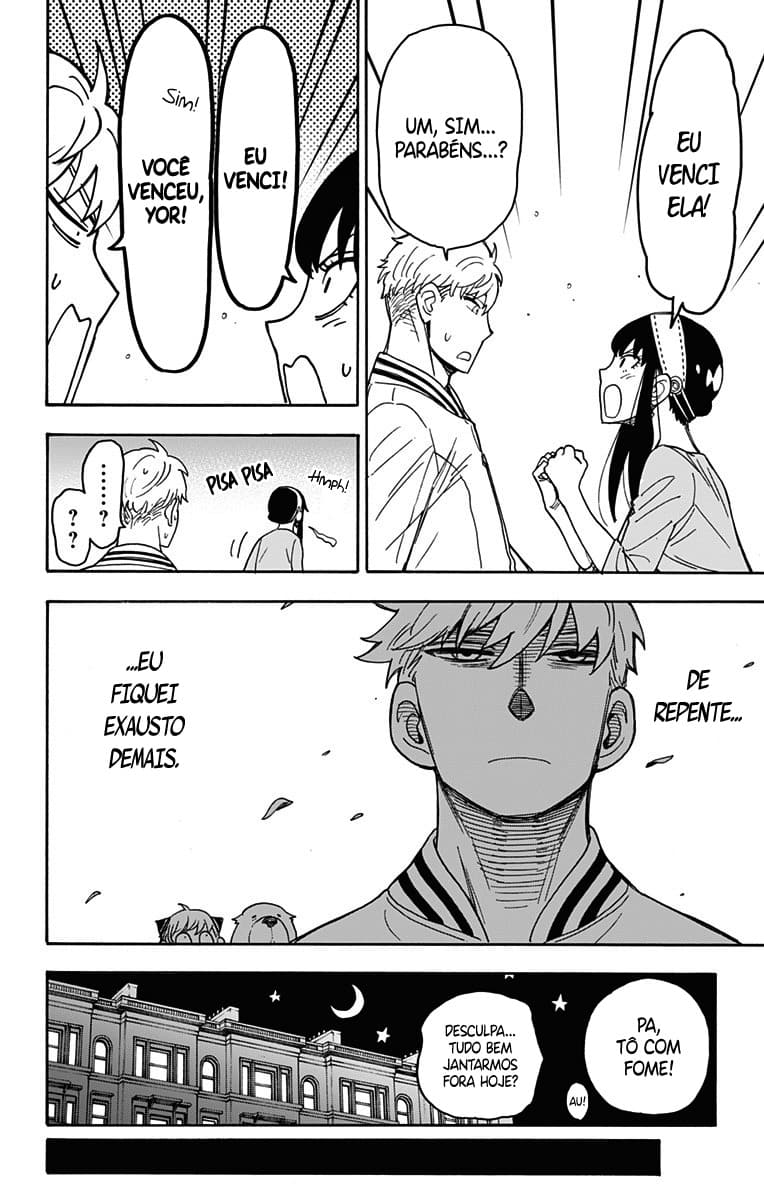 EU
VENCI
ELA!
UM, SIM...
PARABÉNS...?
EU
VENCI!
VOCÊ
VENCEU,
YOR!
Sim!
Hmph!
PISA PISA
......?
? ?
DE
REPENTE...
...EU
FIQUEI
EXAUSTO
DEMAIS.
PA,
TÔ COM
FOME!
DESCULPA...
TUDO BEM
JANTARMOS
FORA HOJE?
AU!